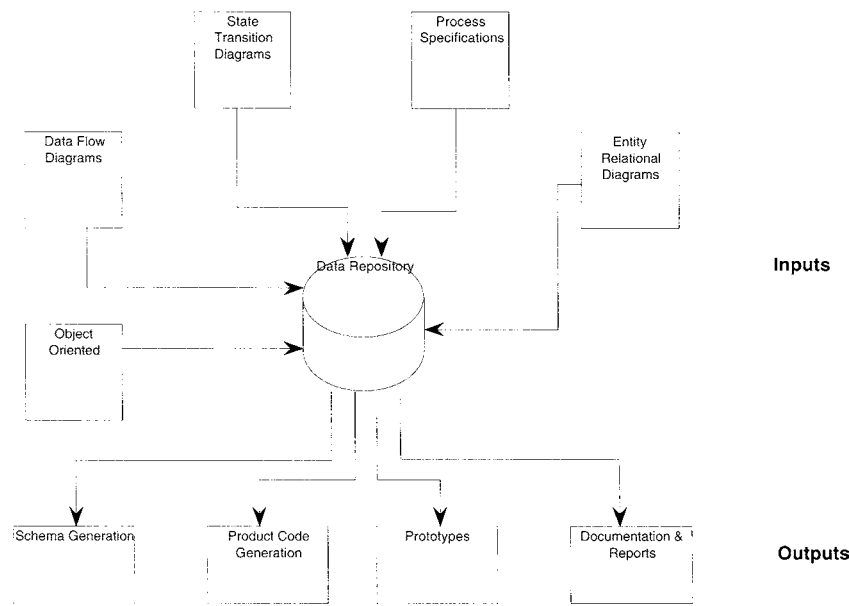 State
Transition
Diagrams
Process
Specifications
Data Flow
Diagrams
Entity
Relational
Diagrams
Data Repository
Inputs
Object
Oriented
Schema Generation
Product Code
Generation
Prototypes
Documentation &
Reports
Outputs